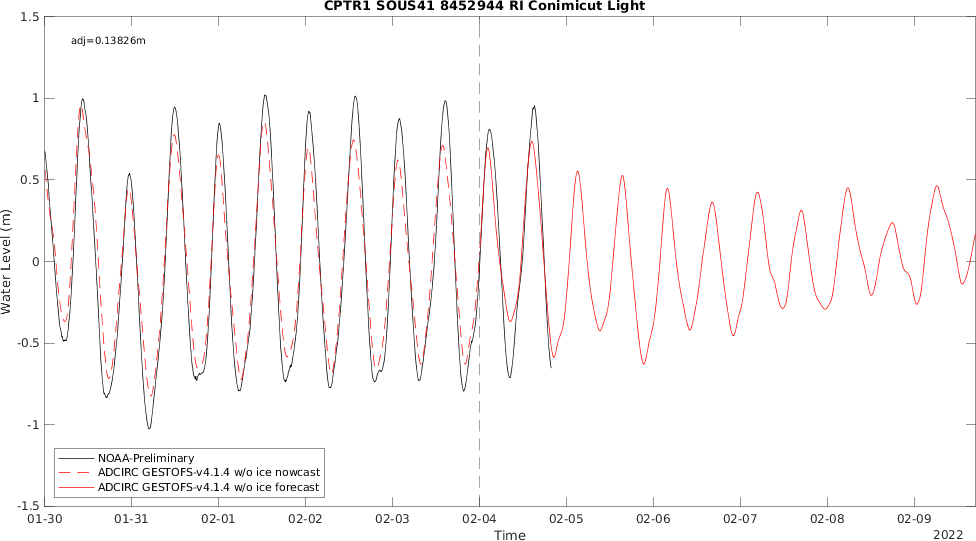 CPTR1 SOUS41 8452944 RI Conimicut Light
1.5
adj=0.13826m
1
0.5
0
-0.5
-1
-1.5
Water Level (m)
NOAA-Preliminary
ADCIRC GESTOFS-v4.1.4 w/o ice nowcast
ADCIRC GESTOFS-v4.1.4 w/o ice forecast
01-30 01-31 02-01 02-02 02-03 02-04 02-05 02-06 02-07 02-08 02-09
Time
2022